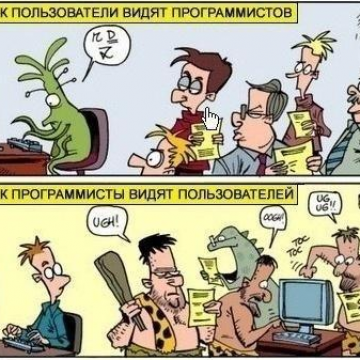 К ПОЛЬЗОВАТЕЛИ ВИДЯТ ПРОГРАММИСТОВ
К ПРОГРАММИСТЫ ВИДЯТ ПОЛЬЗОВАТЕЛЕЙ
UGH!
OOGH!
UG
UG!!
TOC
TOC